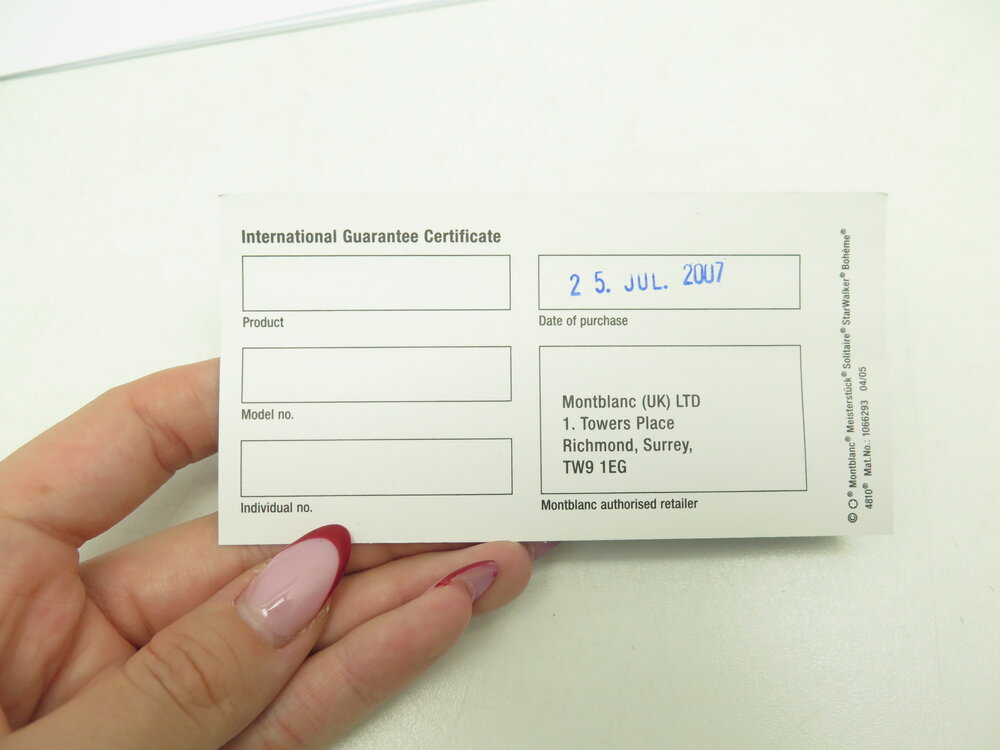 International Guarantee Certificate
Product
Model no.
Individual no.
2 5. JUL. 2007
Date of purchase
Montblanc (UK) LTD
1. Towers Place
Richmond, Surrey,
TW9 1EG
Montblanc authorised retailer
© ® Montblanc® Meisterstück® Solitaire® StarWalker® Bohème®
4810® Mat.No.: 1066293 04/05